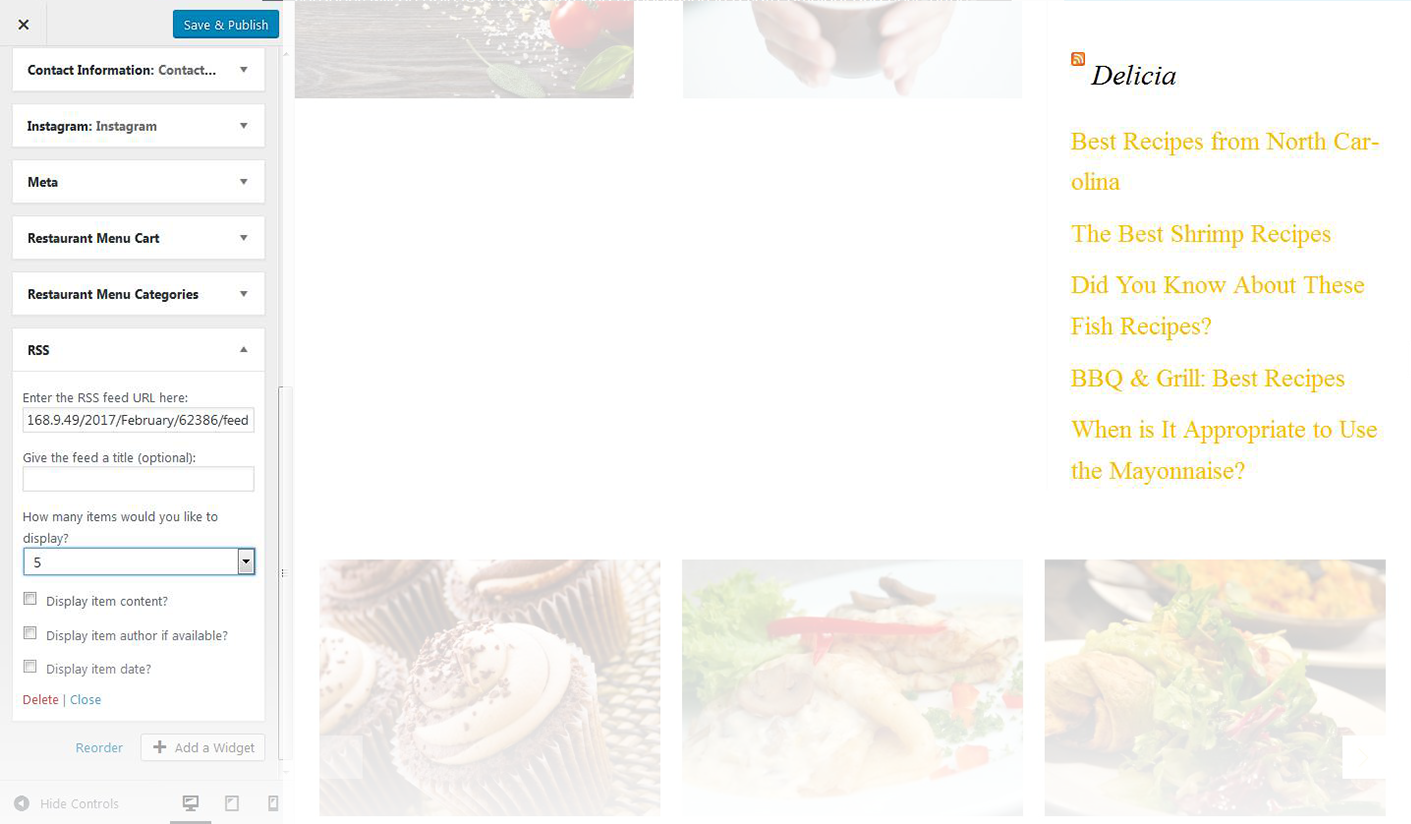 Save & Publish
Contact Information: Contact...
Instagram: Instagram
Meta
Restaurant Menu Cart
Restaurant Menu Categories
RSS
Enter the RSS feed URL here:
168.9.49/2017/February/62386/feed
Give the feed a title (optional):
How many items would you like to
display?
5
Display item content?
Display item author if available?
Display item date?
Delete | Close
Reorder
Add a Widget
Hide Controls
Delicia
Best Recipes from North Car-
olina
The Best Shrimp Recipes
Did You Know About These
Fish Recipes?
BBQ & Grill: Best Recipes
When is It Appropriate to Use
the Mayonnaise?